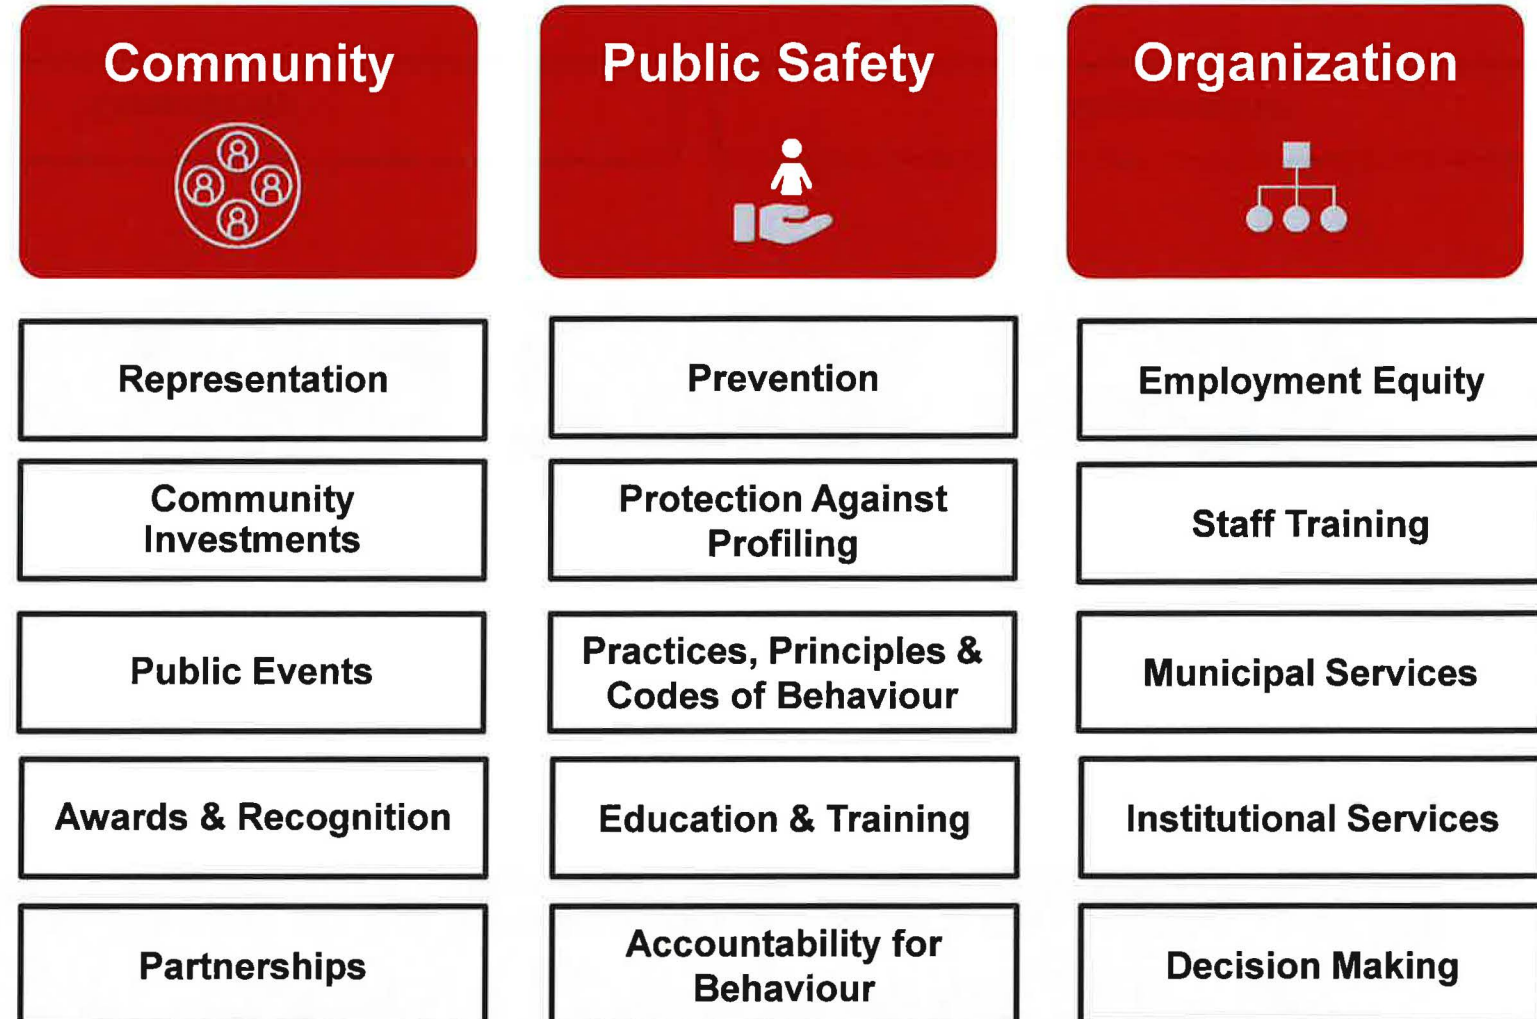 Community
Representation
Community
Investments
Public Events
Awards & Recognition
Partnerships
Public Safety
Prevention
Protection Against
Profiling
Practices, Principles &
Codes of Behaviour
Education & Training
Accountability for
Behaviour
Organization
Employment Equity
Staff Training
Municipal Services
Institutional Services
Decision Making